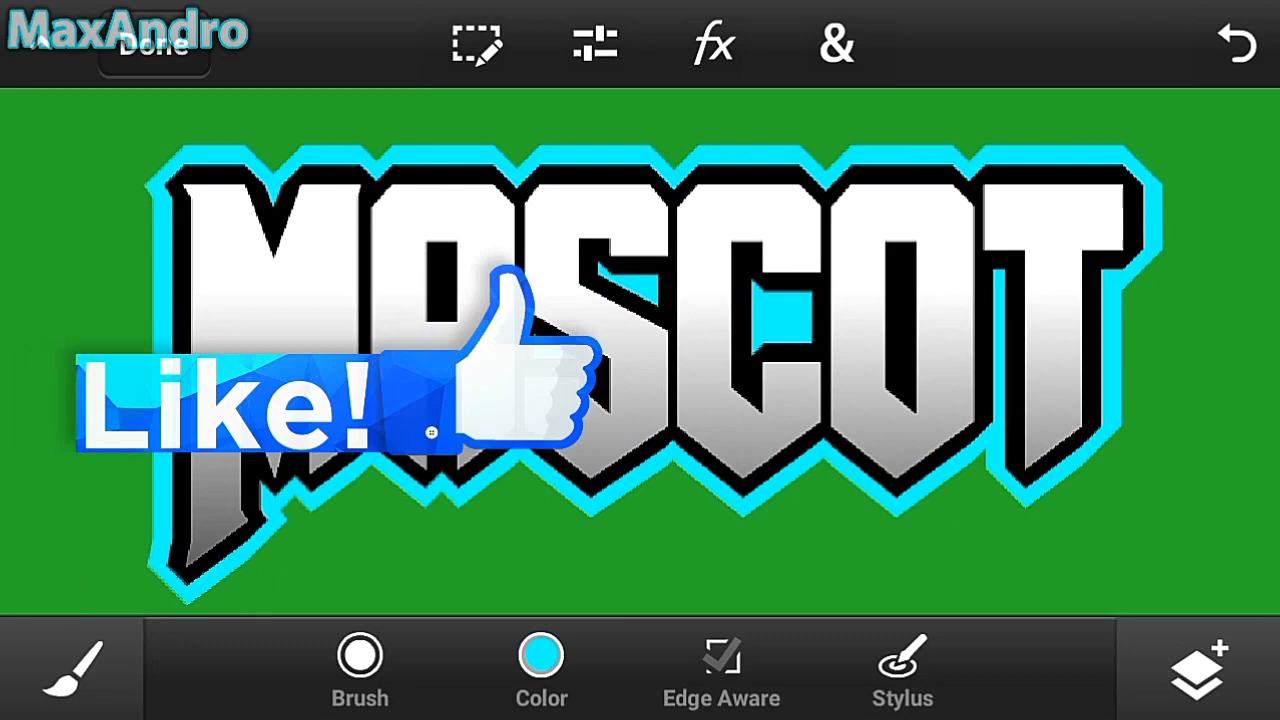 MaxAndro
Done
fx
&
MASCOT
Like!
Brush
Color
Edge Aware
Stylus